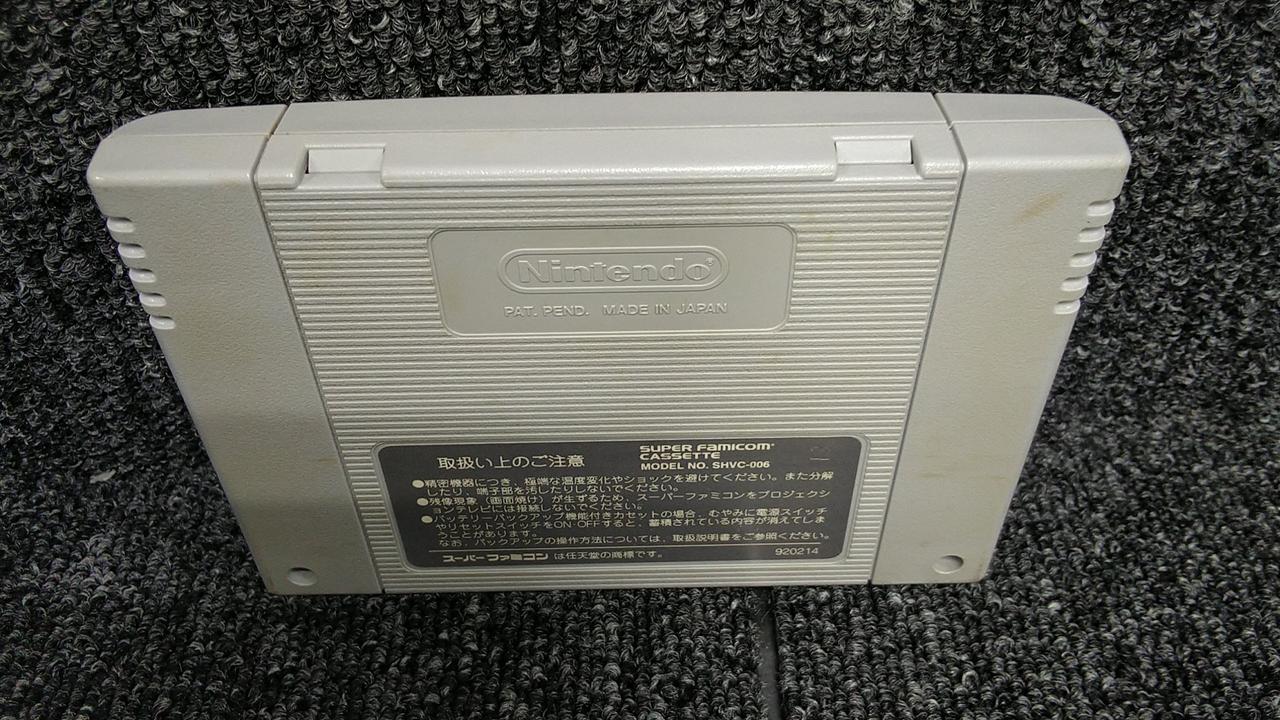 Nintendo®
PAT. PEND. MADE IN JAPAN
取扱い上のご注意
SUPER FAMICOM®
CASSETTE
MODEL NO. SHVC-006
●精密機器につき、極端な温度変化やショックを避けてください。また分解
したり、端子部を汚したりしないでください。
●残像現象(画面焼け)が生ずるため、スーパーファミコンをプロジェクシ
ョンテレビには接続しないでください。
●バッテリーバックアップ機能付きカセットの場合、むやみに電源スイッチ
やリセットスイッチをON・OFFすると、蓄積されている内容が消えてしま
うことがあります。
なお、バックアップの操作方法については、取扱説明書をご参照ください。
スーパーファミコンは任天堂の商標です。
920214